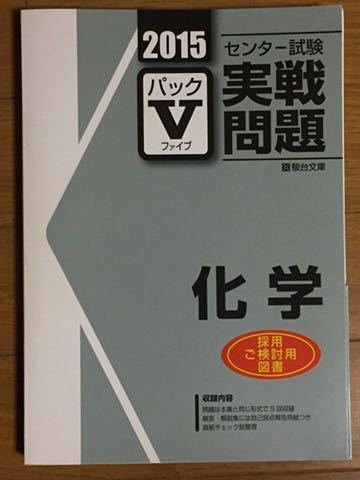 2015
パック
V
ファイブ
センター試験
実戦
問題
駿台文庫
化学
採用
ご検討用
図書
収録内容
問題は本番と同じ形式で5回収録
解答・解説集には自己採点報告用紙つき
直前チェック総整理